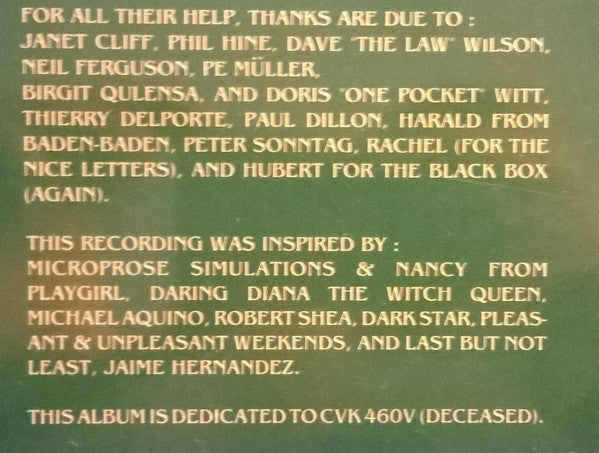 FOR ALL THEIR HELP, THANKS ARE DUE TO :
JANET CLIFF, PHIL HINE, DAVE "THE LAW" WILSON,
NEIL FERGUSON, PE MÜLLER,
BIRGIT QULENSA, AND DORIS "ONE POCKET" WITT,
THIERRY DELPORTE, PAUL DILLON, HARALD FROM
BADEN-BADEN, PETER SONNTAG, RACHEL (FOR THE
NICE LETTERS), AND HUBERT FOR THE BLACK BOX
(AGAIN).
THIS RECORDING WAS INSPIRED BY :
MICROPROSE SIMULATIONS & NANCY FROM
PLAYGIRL, DARING DIANA THE WITCH QUEEN,
MICHAEL AQUINO, ROBERT SHEA, DARK STAR, PLEAS-
ANT & UNPLEASANT WEEKENDS, AND LAST BUT NOT
LEAST, JAIME HERNANDEZ.
THIS ALBUM IS DEDICATED TO CVK 460V (DECEASED).